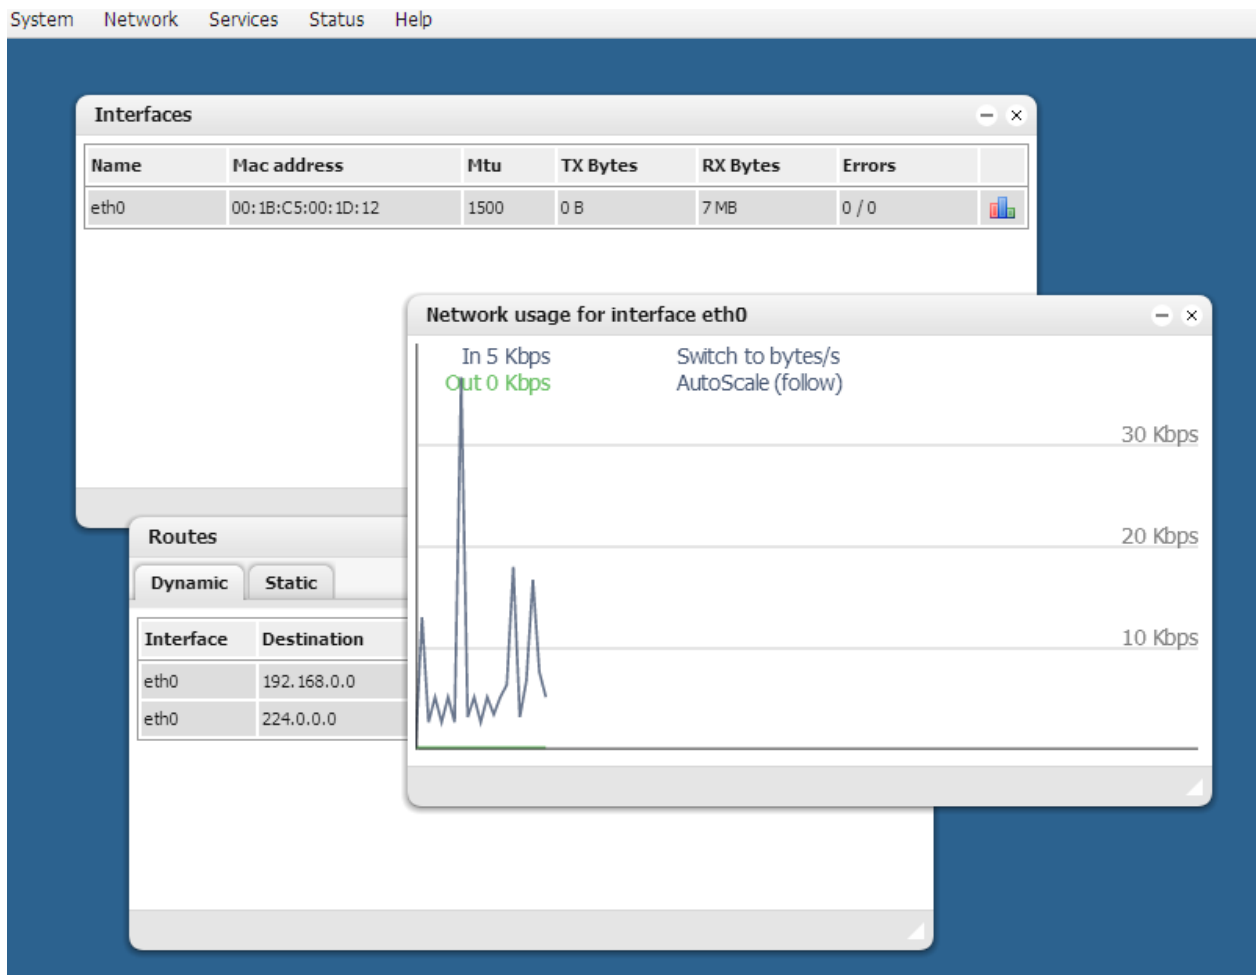 System Network Services Status Help
Interfaces
Name Mac address Mtu TX Bytes RX Bytes Errors
eth0 00:1B:C5:00:1D:12 1500 0 B 7 MB 0 / 0
Network usage for interface eth0
In 5 Kbps Switch to bytes/s
Out 0 Kbps AutoScale (follow)
30 Kbps
20 Kbps
10 Kbps
Routes
Dynamic Static
Interface Destination
eth0 192.168.0.0
eth0 224.0.0.0